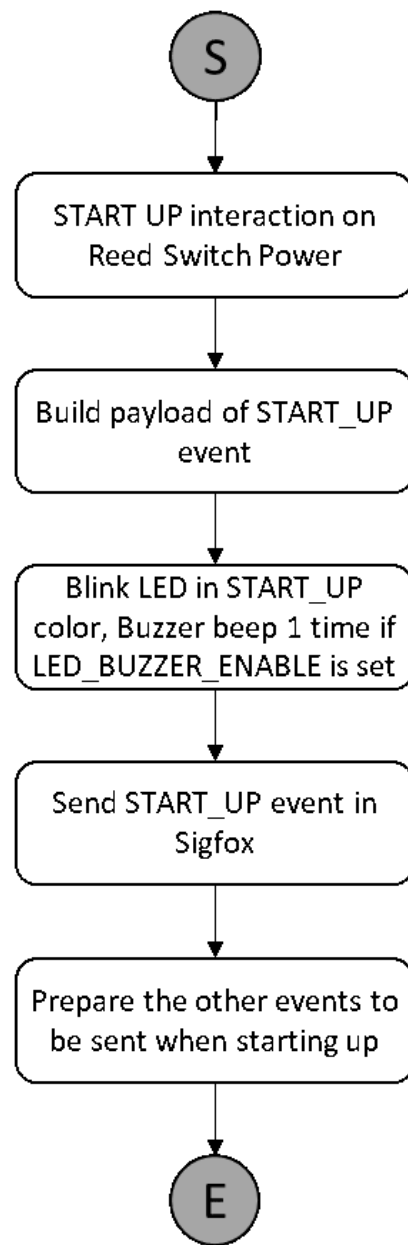 S
START UP interaction on
Reed Switch Power
Build payload of START_UP
event
Blink LED in START_UP
color, Buzzer beep 1 time if
LED_BUZZER_ENABLE is set
Send START_UP event in
Sigfox
Prepare the other events to
be sent when starting up
E